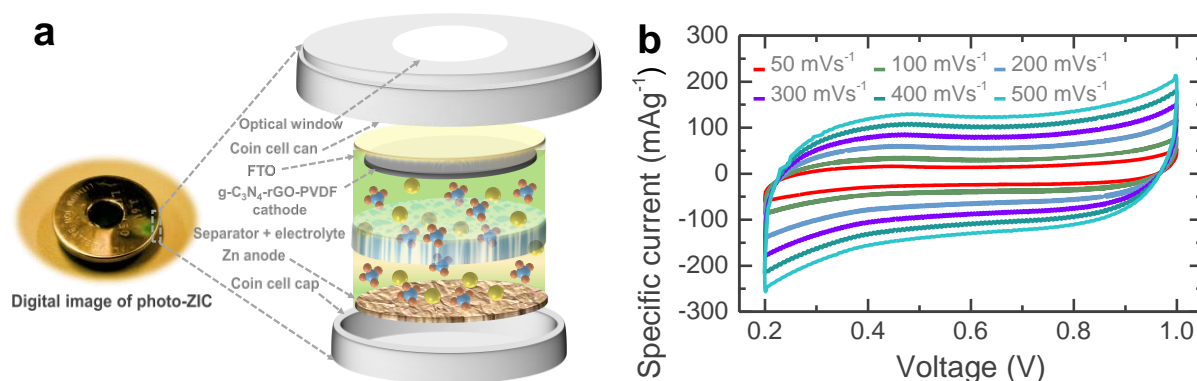 a
Optical window
Coin cell can
FTO
g-C₃N₄-rGO-PVDF
cathode
Separator + electrolyte
Zn anode
Coin cell cap
Digital image of photo-ZIC
b
Specific current (mAg⁻¹)
300
200
100
0
-100
-200
-300
50 mVs⁻¹ 100 mVs⁻¹ 200 mVs⁻¹
300 mVs⁻¹ 400 mVs⁻¹ 500 mVs⁻¹
0.2 0.4 0.6 0.8 1.0
Voltage (V)